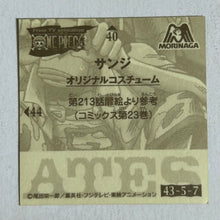 From TV animation
ONE PIECE
40
MORINAGA
サンジ
オリジナルコスチューム
第213話扉絵より参考
(コミックス第23巻)
◀44
ATES
43-5-7
©尾田栄一郎/集英社・フジテレビ・東映アニメーション